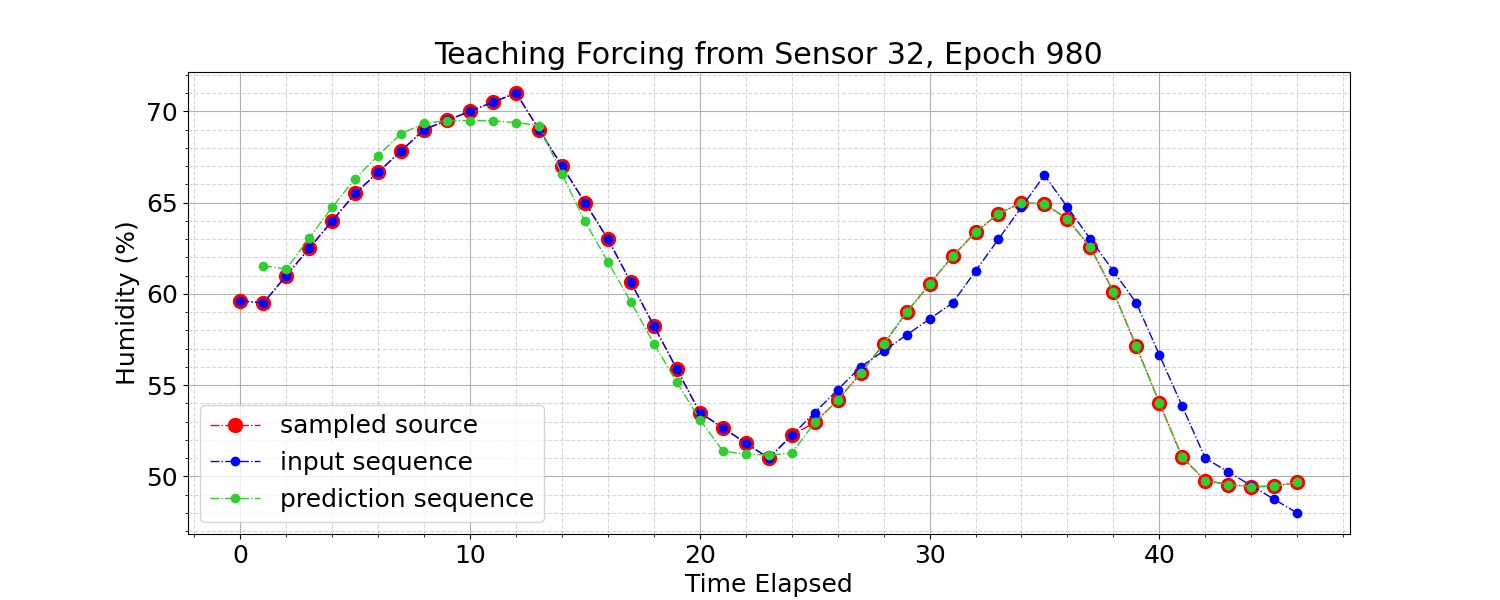 Teaching Forcing from Sensor 32, Epoch 980
Humidity (%)
70
65
60
55
50
sampled source
input sequence
prediction sequence
0 10 20 30 40
Time Elapsed